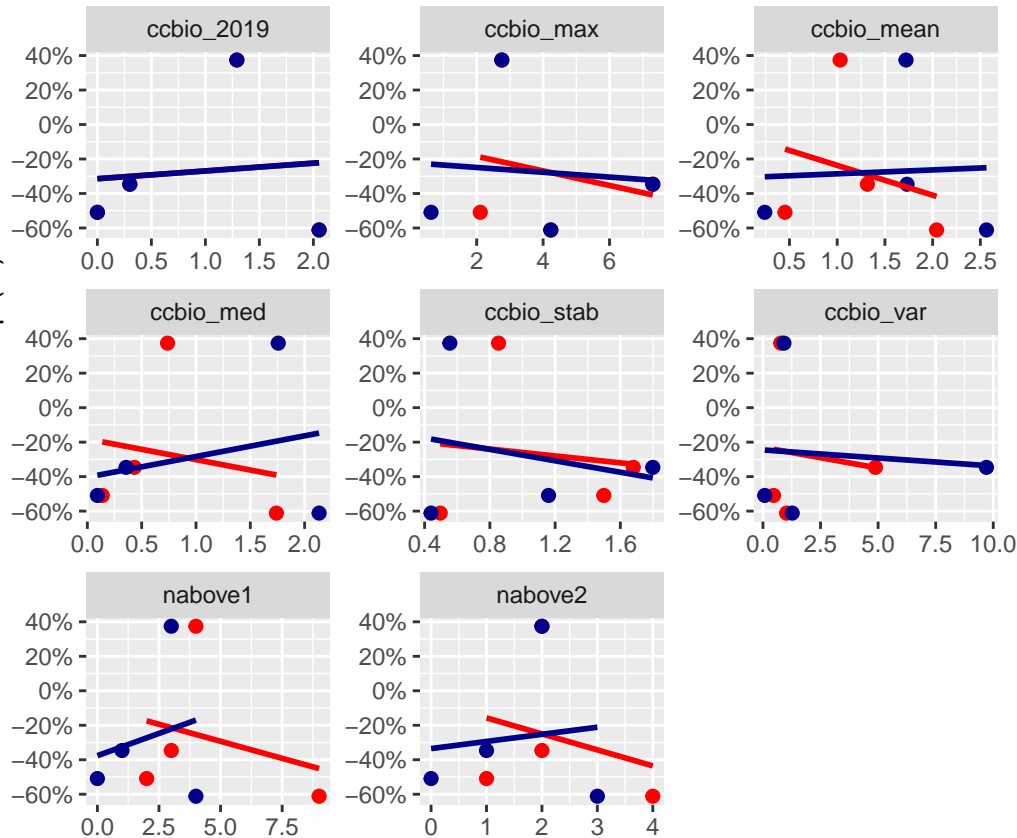 ccbio_2019 ccbio_max ccbio_mean
40% 40% 40%
20% 20% 20%
0% 0% 0%
−20% −20% −20%
−40% −40% −40%
−60% −60% −60%
0.0 0.5 1.0 1.5 2.0 2 4 6 0.5 1.0 1.5 2.0 2.5
ccbio_med ccbio_stab ccbio_var
40% 40% 40%
20% 20% 20%
0% 0% 0%
−20% −20% −20%
−40% −40% −40%
−60% −60% −60%
0.0 0.5 1.0 1.5 2.0 0.4 0.8 1.2 1.6 0.0 2.5 5.0 7.5 10.0
nabove1 nabove2
40% 40%
20% 20%
0% 0%
−20% −20%
−40% −40%
−60% −60%
0.0 2.5 5.0 7.5 0 1 2 3 4